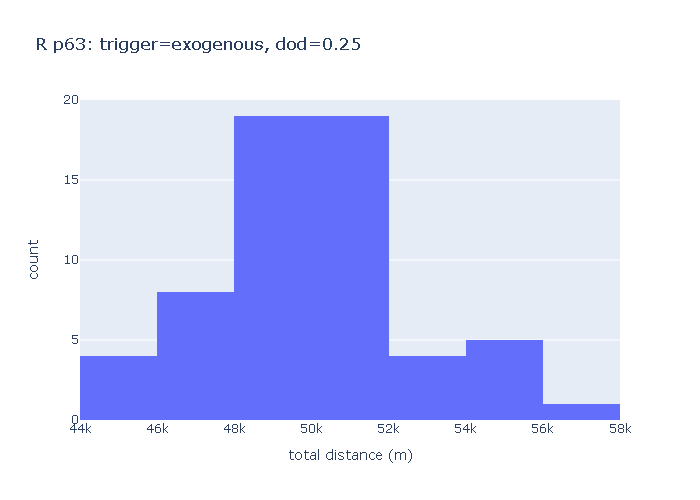 R p63: trigger=exogenous, dod=0.25
20
15
10
5
0
count
44k 46k 48k 50k 52k 54k 56k 58k
total distance (m)